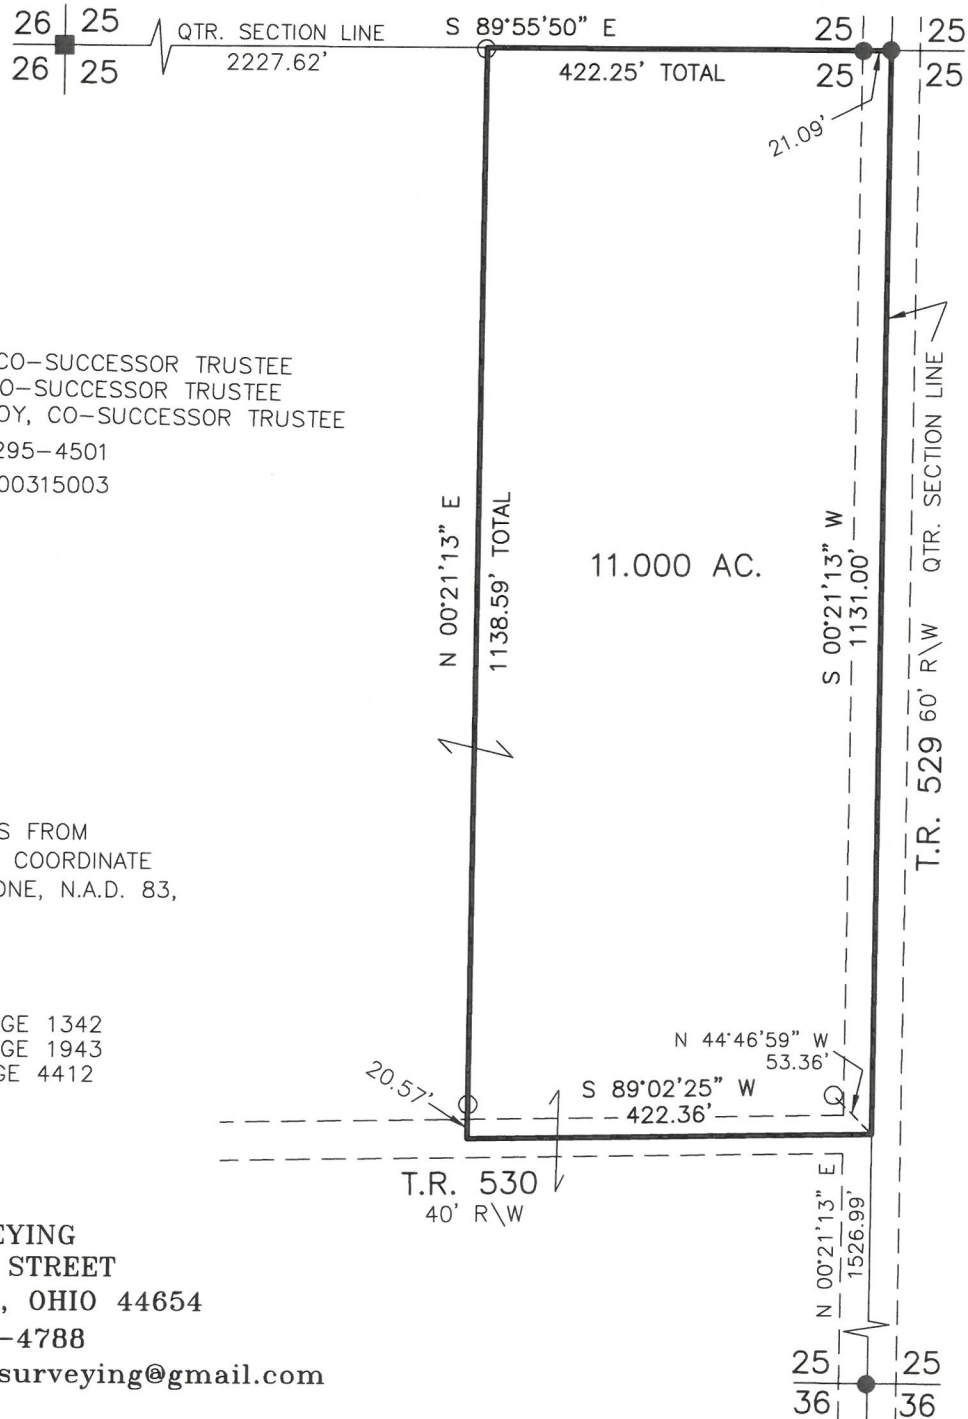 26 25
26 25
QTR. SECTION LINE
2227.62'
S 89°55'50" E
422.25' TOTAL
25 25
25 25
21.09'
CO-SUCCESSOR TRUSTEE
O-SUCCESSOR TRUSTEE
OY, CO-SUCCESSOR TRUSTEE
295-4501
00315003
N 00°21'13" E
1138.59' TOTAL
11.000 AC.
S 00°21'13" W
1131.00'
QTR. SECTION LINE
T.R. 529 60' R\W
S FROM
COORDINATE
ONE, N.A.D. 83,
GE 1342
GE 1943
GE 4412
N 44°46'59" W
53.36'
20.57'
S 89°02'25" W
422.36'
T.R. 530
40' R\W
N 00°21'13" E
1526.99'
EYING
STREET
, OHIO 44654
-4788
surveying@gmail.com
25 25
36 36